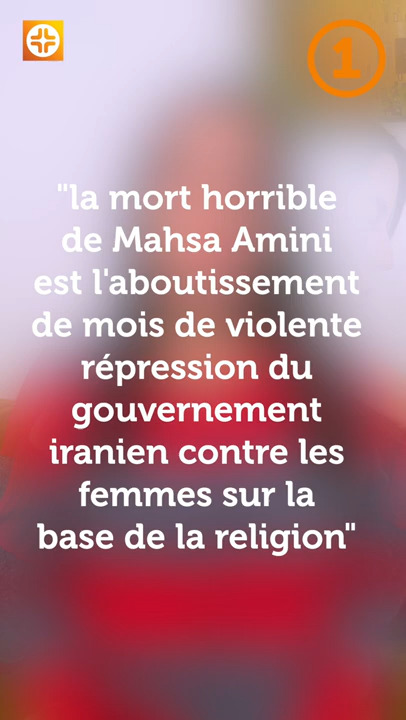 1
"la mort horrible
de Mahsa Amini
est l'aboutissement
de mois de violente
répression du
gouvernement
iranien contre les
femmes sur la
base de la religion"